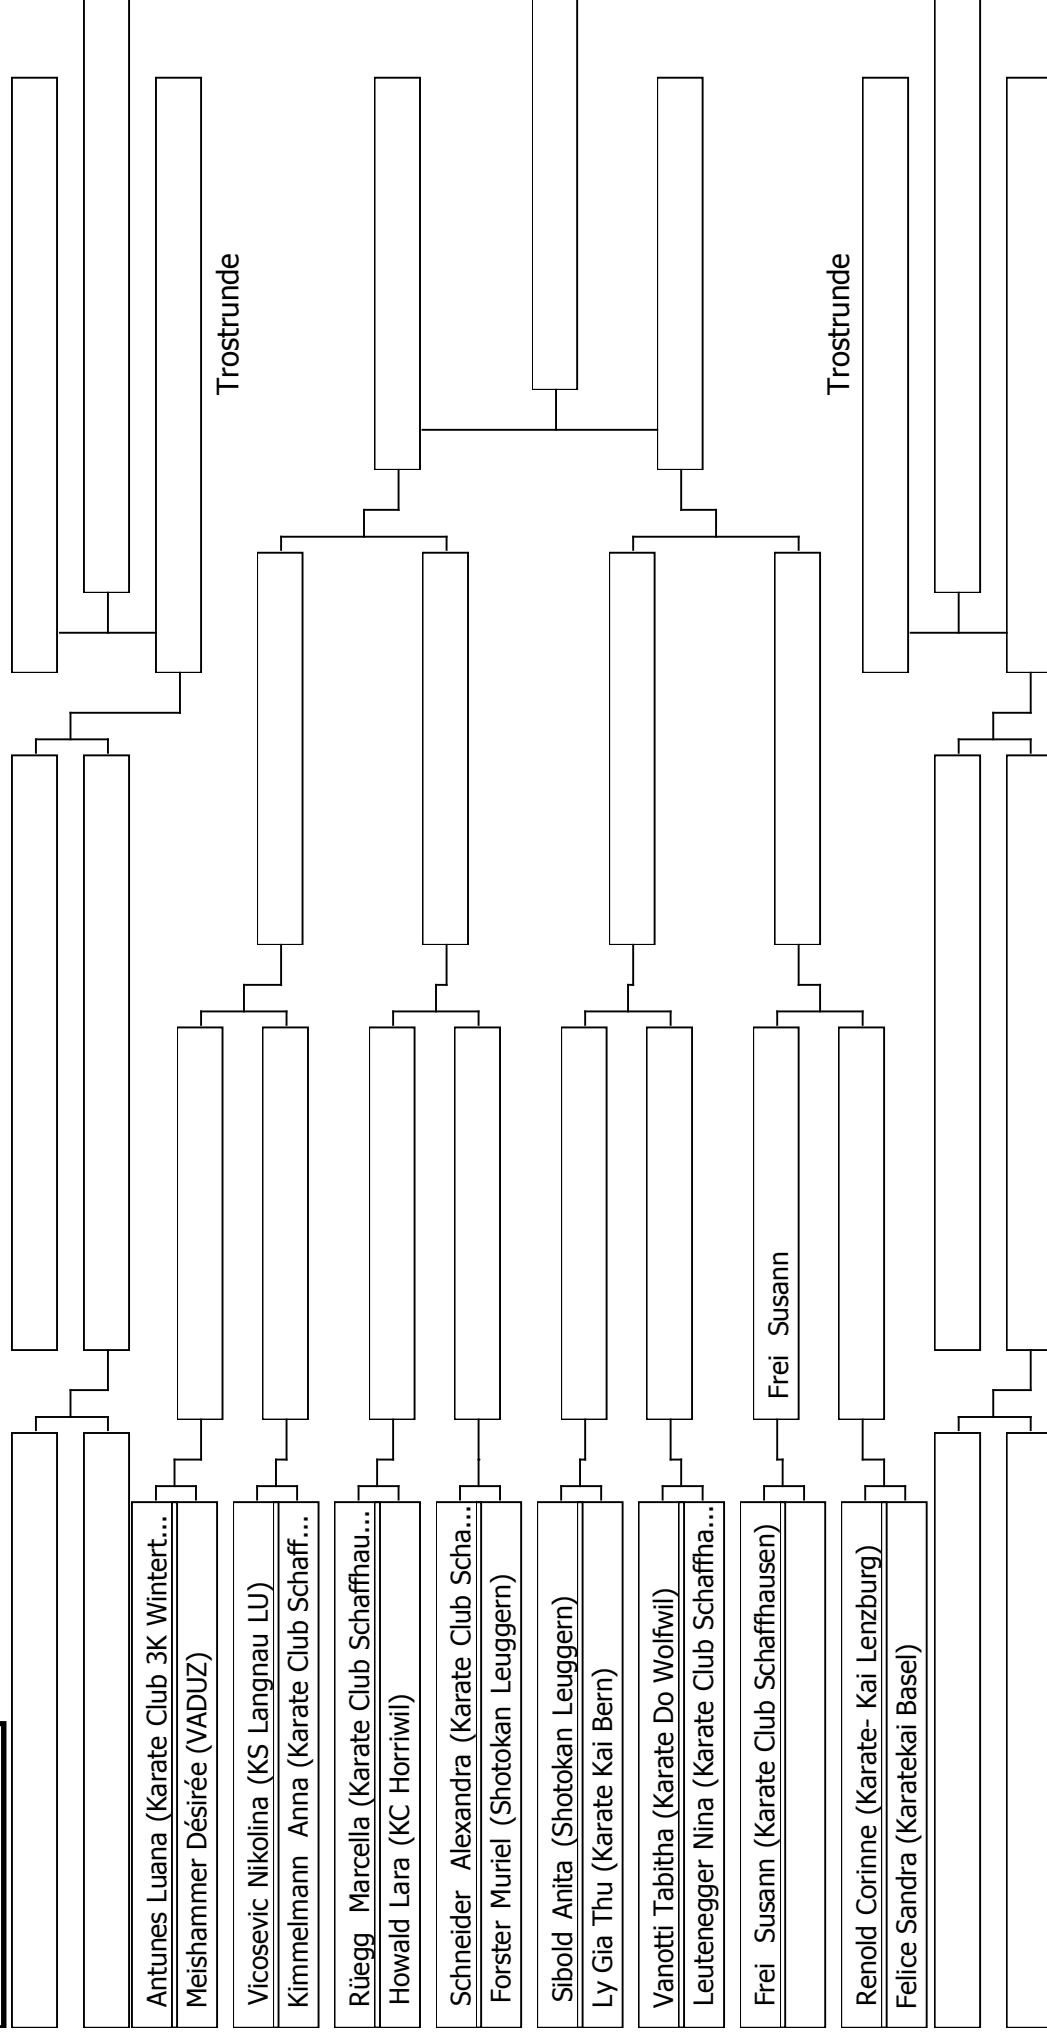 Antunes Luana (Karate Club 3K Wintert...
Meishammer Désirée (VADUZ)
Vicosevic Nikolina (KS Langnau LU)
Kimmelmann Anna (Karate Club Schaff...
Rüegg Marcella (Karate Club Schaffhau...
Howald Lara (KC Horriwil)
Schneider Alexandra (Karate Club Scha...
Forster Muriel (Shotokan Leuggern)
Sibold Anita (Shotokan Leuggern)
Ly Gia Thu (Karate Kai Bern)
Vanotti Tabitha (Karate Do Wolfwil)
Leutenegger Nina (Karate Club Schaffha...
Frei Susann (Karate Club Schaffhausen)
Renold Corinne (Karate- Kai Lenzburg)
Felice Sandra (Karatekai Basel)
Frei Susann
Trostrunde
Trostrunde